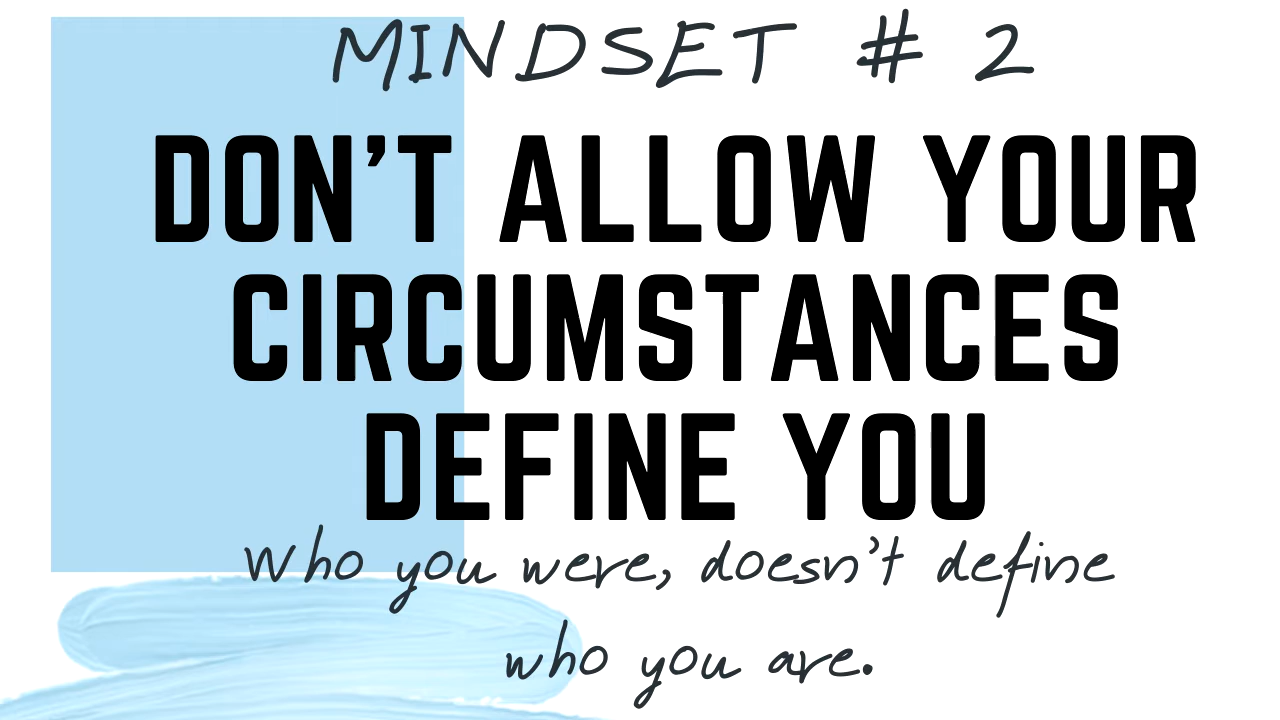 MINDSET # 2
DON'T ALLOW YOUR
CIRCUMSTANCES
DEFINE YOU
Who you were, doesn't define
who you are.